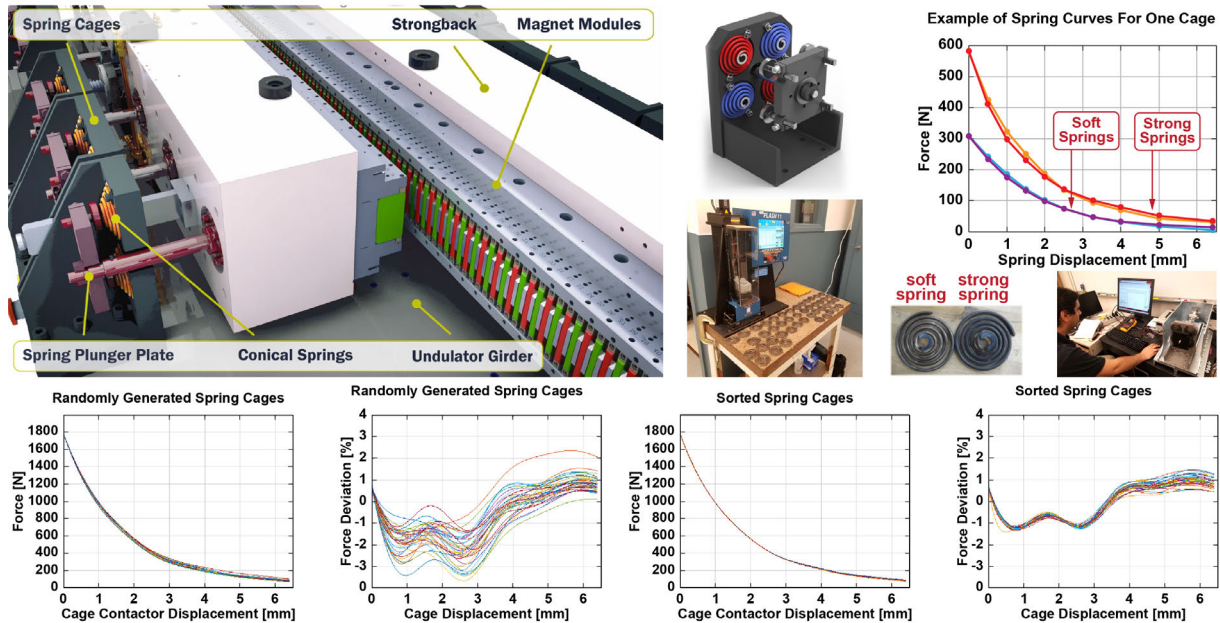 Spring Cages
Strongback
Magnet Modules
Spring Plunger Plate
Conical Springs
Undulator Girder
FLASH 11
Example of Spring Curves For One Cage
Force [N]
600
500
400
300
200
100
0
Soft
Springs
Strong
Springs
0 1 2 3 4 5 6
Spring Displacement [mm]
soft
spring
strong
spring
Randomly Generated Spring Cages
Force [N]
1800
1600
1400
1200
1000
800
600
400
200
0
0 1 2 3 4 5 6
Cage Contactor Displacement [mm]
Randomly Generated Spring Cages
Force Deviation [%]
4
3
2
1
0
-1
-2
-3
-4
0 1 2 3 4 5 6
Cage Displacement [mm]
Sorted Spring Cages
Force [N]
1800
1600
1400
1200
1000
800
600
400
200
0
0 1 2 3 4 5 6
Cage Contactor Displacement [mm]
Sorted Spring Cages
Force Deviation [%]
4
3
2
1
0
-1
-2
-3
-4
0 1 2 3 4 5 6
Cage Displacement [mm]